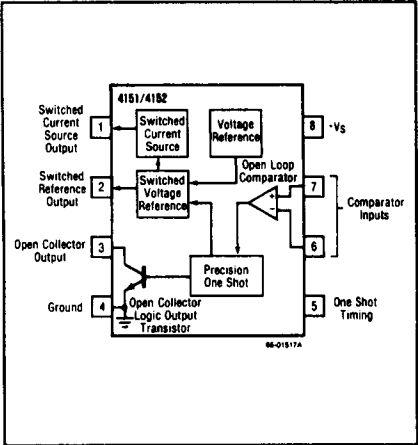 4151/4152
Switched
Current
Source
Output
1
Switched
Current
Source
Voltage
Reference
8
-VS
Open Loop
Comparator
Switched
Reference
Output
2
Switched
Voltage
Reference
+
−
7
6
Comparator
Inputs
Open Collector
Output
3
Precision
One Shot
Ground
4
Open Collector
Logic Output
Transistor
5
One Shot
Timing
65-01517A